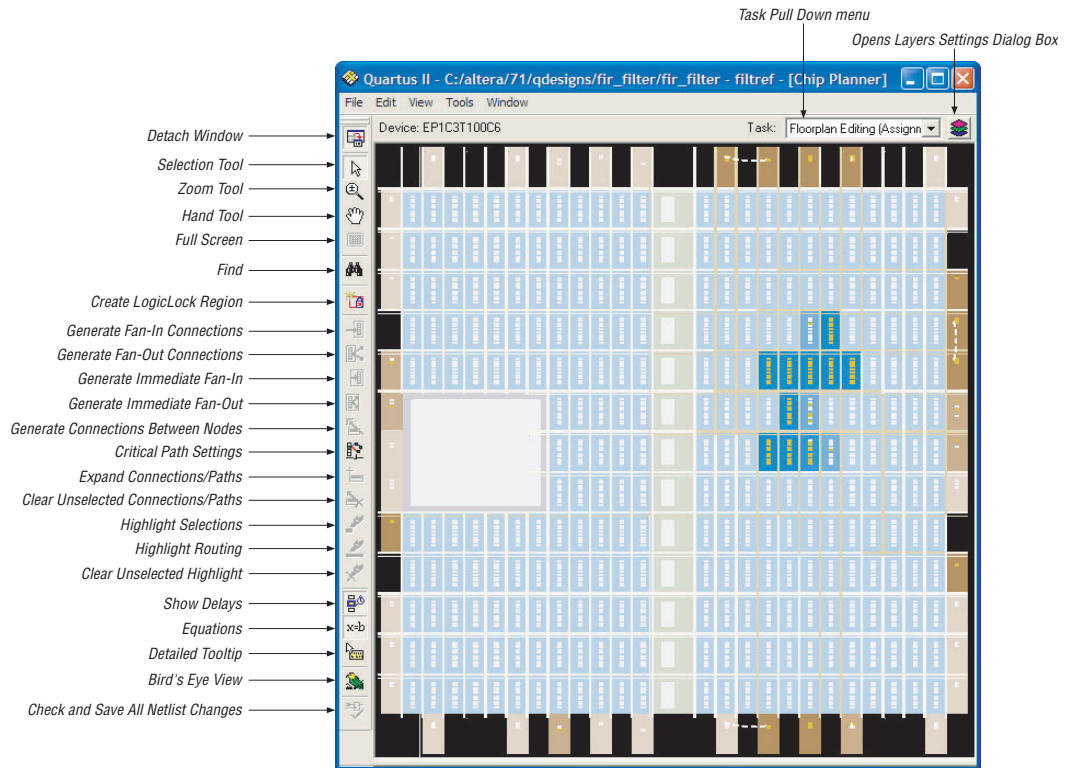 Task Pull Down menu
Opens Layers Settings Dialog Box
Quartus II - C:/altera/71/qdesigns/fir_filter/fir_filter - filtref - [Chip Planner]
File Edit View Tools Window
Device: EP1C3T100C6
Task: Floorplan Editing (Assignn
Detach Window
Selection Tool
Zoom Tool
Hand Tool
Full Screen
Find
Create LogicLock Region
Generate Fan-In Connections
Generate Fan-Out Connections
Generate Immediate Fan-In
Generate Immediate Fan-Out
Generate Connections Between Nodes
Critical Path Settings
Expand Connections/Paths
Clear Unselected Connections/Paths
Highlight Selections
Highlight Routing
Clear Unselected Highlight
Show Delays
Equations
x=b
Detailed Tooltip
Bird's Eye View
Check and Save All Netlist Changes